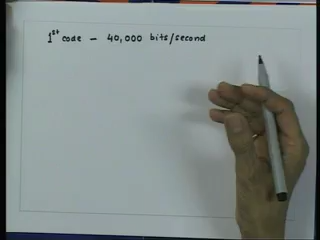 1st code - 40,000 bits/second